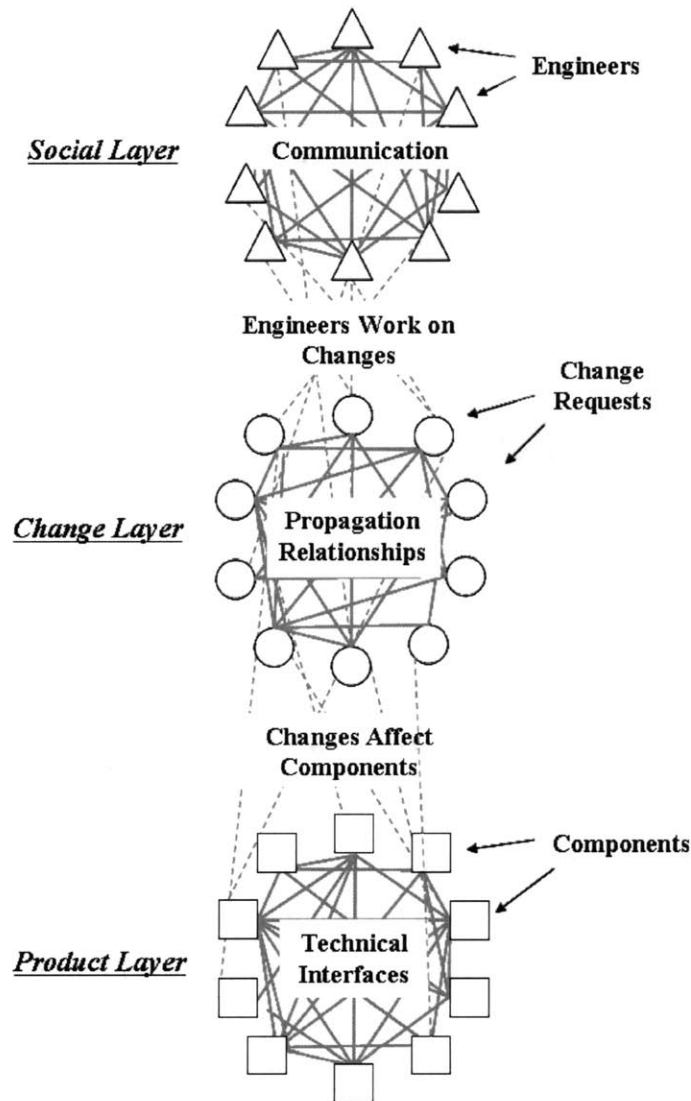 Engineers
Social Layer
Communication
Engineers Work on
Changes
Change
Requests
Propagation
Relationships
Change Layer
Changes Affect
Components
Components
Technical
Interfaces
Product Layer